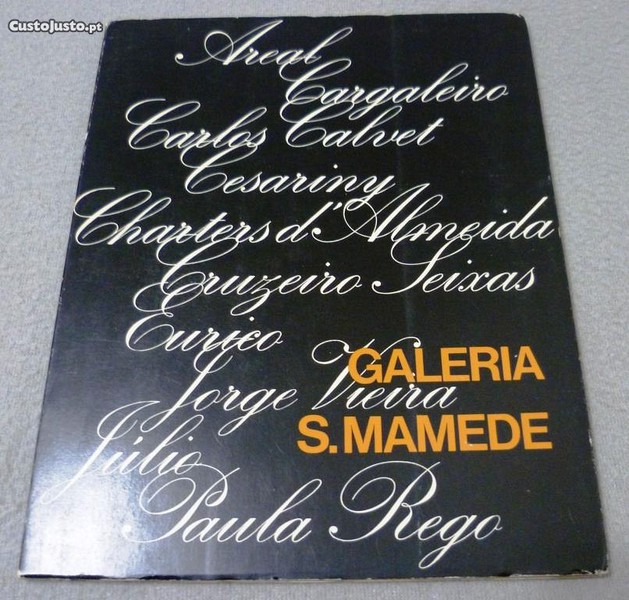 CustoJusto.pt
Areal
Cargaleiro
Carlos Calvet
Cesariny
Charters d'Almeida
Cruzeiro Seixas
Eurico
GALERIA
Jorge Vieira
S.MAMEDE
Júlio
Paula Rego